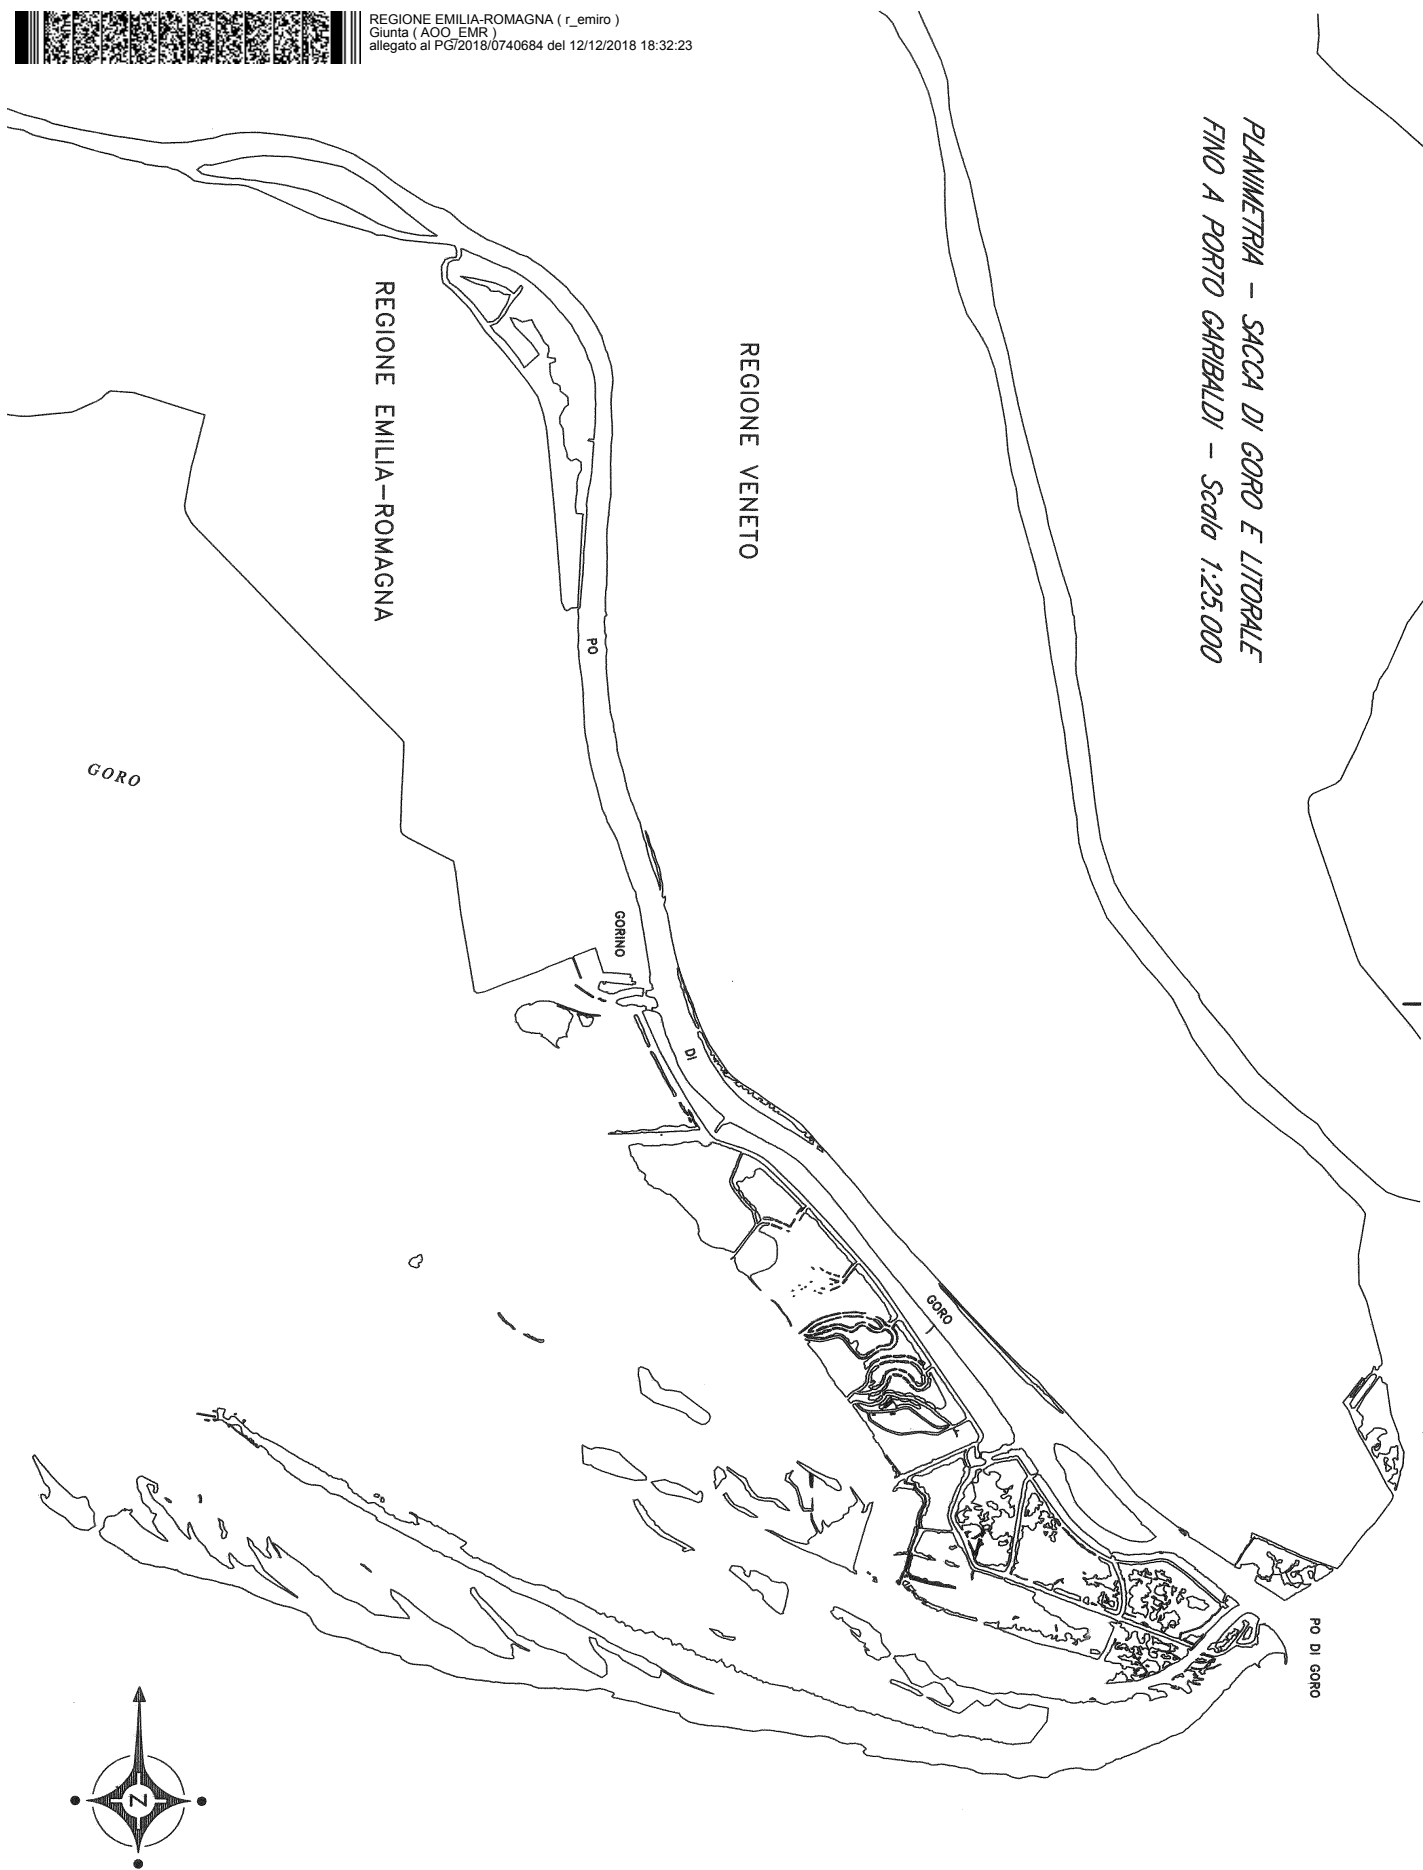 REGIONE EMILIA-ROMAGNA ( r_emiro )
Giunta ( AOO_EMR )
allegato al PG/2018/0740684 del 12/12/2018 18:32:23
PLANIMETRIA - SACCA DI GORO E LITORALE
FINO A PORTO GARIBALDI - Scala 1:25.000
REGIONE VENETO
REGIONE EMILIA-ROMAGNA
PO
GORO
GORINO
DI
GORO
PO DI GORO
N